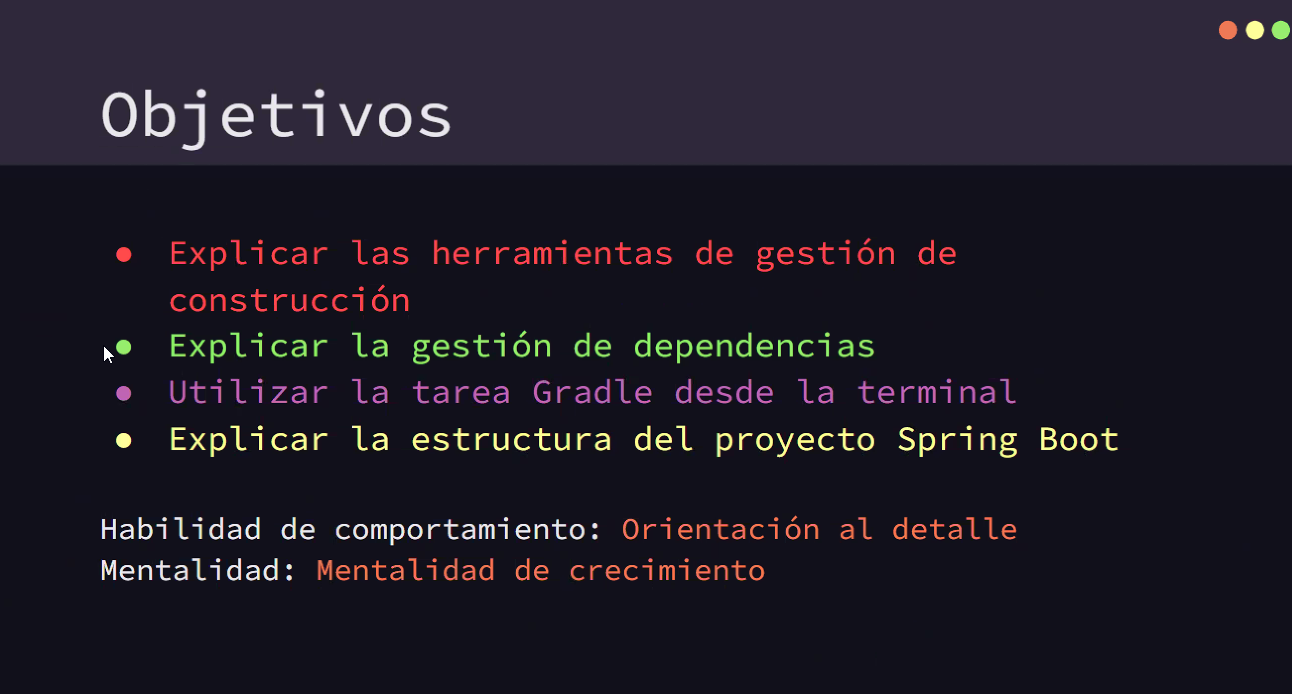 Objetivos
● Explicar las herramientas de gestión de
construcción
● Explicar la gestión de dependencias
● Utilizar la tarea Gradle desde la terminal
● Explicar la estructura del proyecto Spring Boot
Habilidad de comportamiento: Orientación al detalle
Mentalidad: Mentalidad de crecimiento